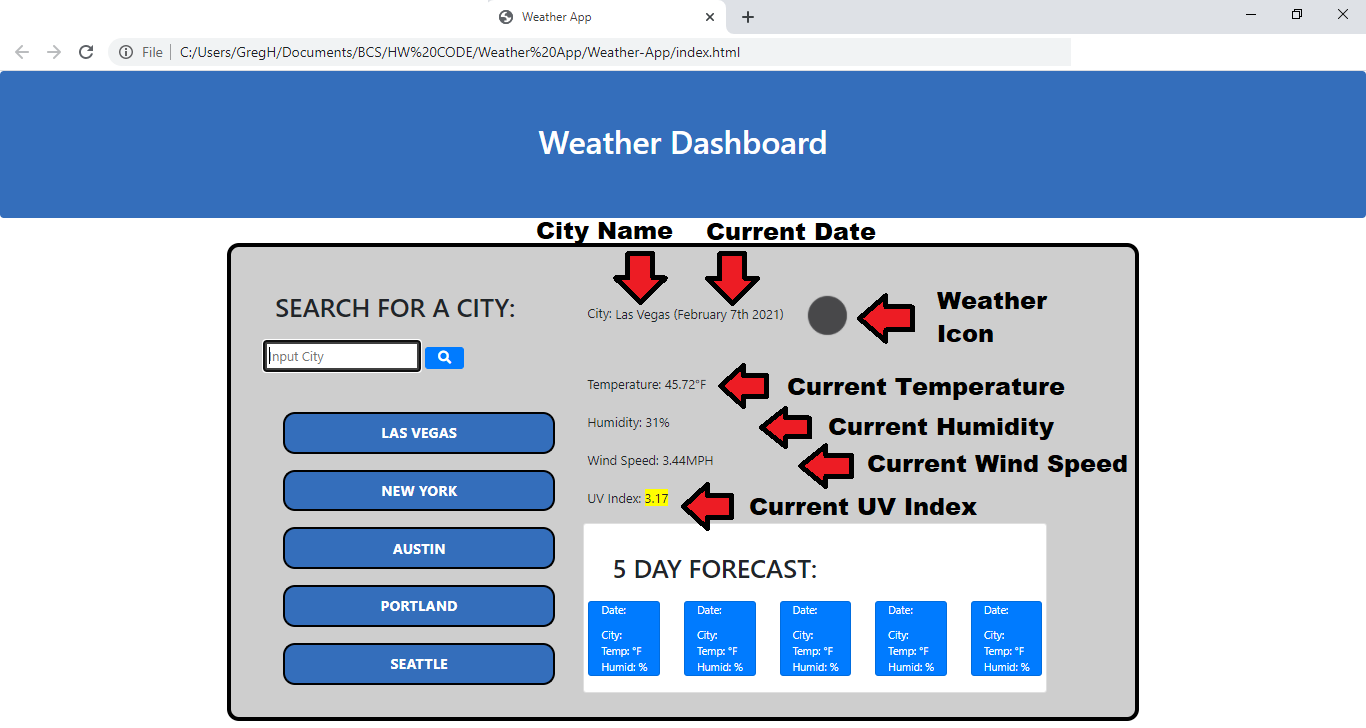 Weather App
File
C:/Users/GregH/Documents/BCS/HW%20CODE/Weather%20App/Weather-App/index.html
Weather Dashboard
City Name
Current Date
SEARCH FOR A CITY:
Input City
LAS VEGAS
NEW YORK
AUSTIN
PORTLAND
SEATTLE
City: Las Vegas (February 7th 2021)
Weather
Icon
Temperature: 45.72°F
Current Temperature
Humidity: 31%
Current Humidity
Wind Speed: 3.44MPH
Current Wind Speed
UV Index: 3.17
Current UV Index
5 DAY FORECAST:
Date:
City:
Temp: °F
Humid: %
Date:
City:
Temp: °F
Humid: %
Date:
City:
Temp: °F
Humid: %
Date:
City:
Temp: °F
Humid: %
Date:
City:
Temp: °F
Humid: %